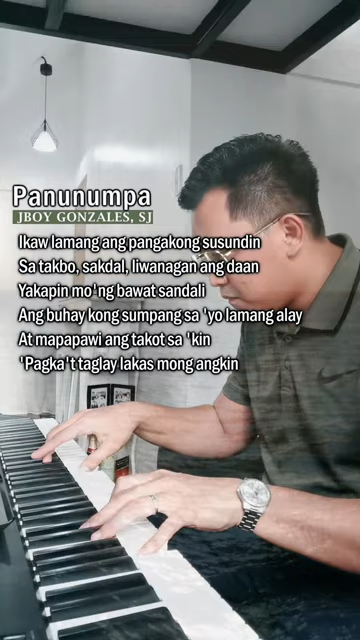 Panunumpa
JBOY GONZALES, SJ
Ikaw lamang ang pangakong susundin
Sa takbo, sakdal, liwanagan ang daan
Yakapin mo'ng bawat sandali
Ang buhay kong sumpang sa 'yo lamang alay
At mapapawi ang takot sa 'kin
'Pagka't taglay lakas mong angkin